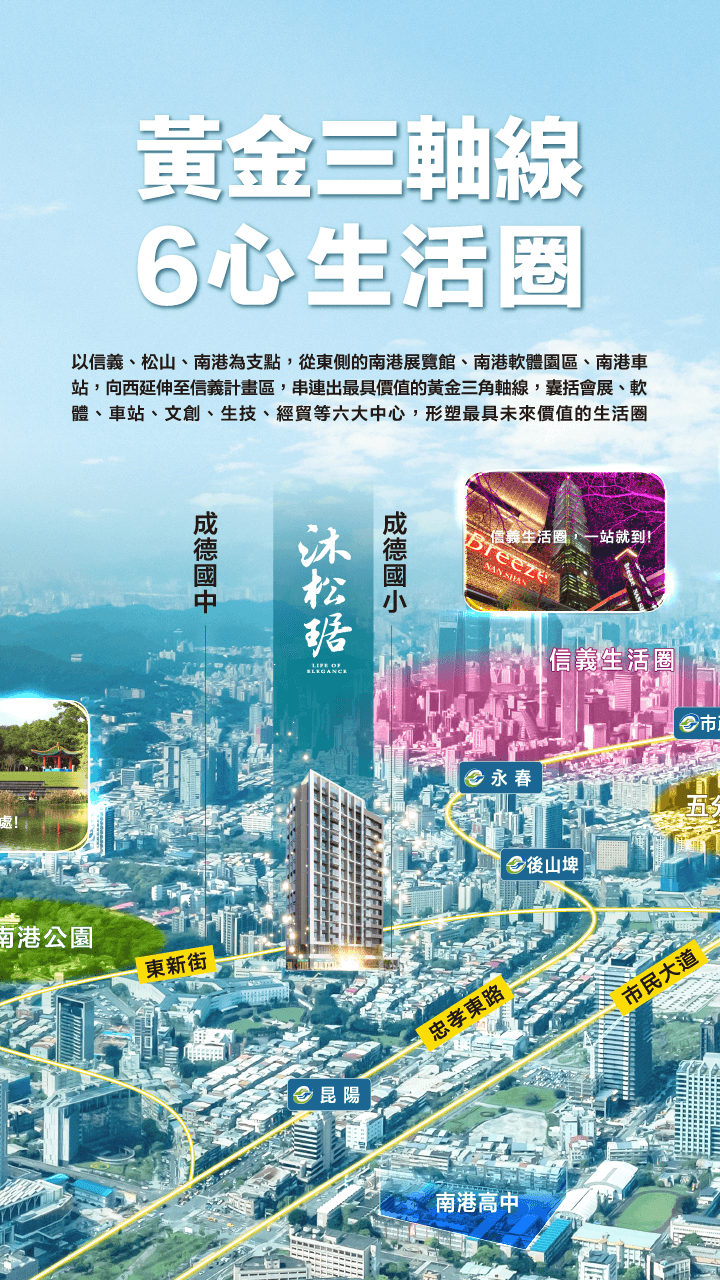 黃金三軸線
6心生活圈
以信義、松山、南港為支點，從東側的南港展覽館、南港軟體園區、南港車
站，向西延伸至信義計畫區，串連出最具價值的黃金三角軸線，囊括會展、軟
體、車站、文創、生技、經貿等六大中心，形塑最具未來價值的生活圈
成德國中
沐松琚
LIFE OF
ELEGANCE
成德國小
信義生活圈，一站就到!
Breeze
NAN SHAN
信義生活圈
市
永春
五分
處!
後山埤
南港公園
東新街
市民大道
忠孝東路
昆陽
南港高中